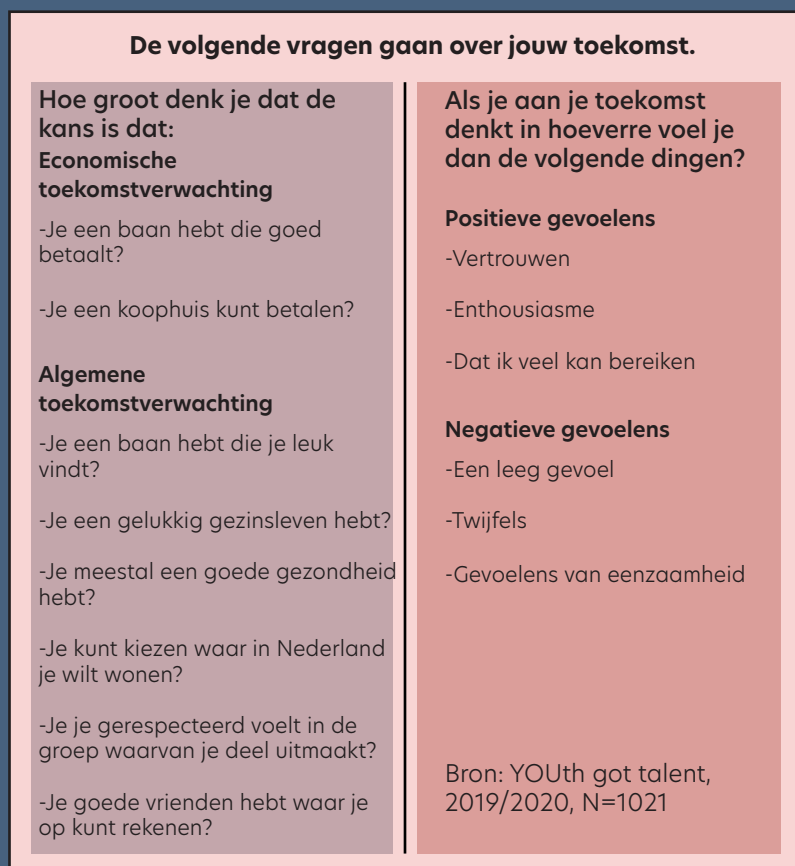 De volgende vragen gaan over jouw toekomst.
Hoe groot denk je dat de
kans is dat:
Economische
toekomstverwachting
-Je een baan hebt die goed
betaalt?
-Je een koophuis kunt betalen?
Algemene
toekomstverwachting
-Je een baan hebt die je leuk
vindt?
-Je een gelukkig gezinsleven hebt?
-Je meestal een goede gezondheid
hebt?
-Je kunt kiezen waar in Nederland
je wilt wonen?
-Je je gerespecteerd voelt in de
groep waarvan je deel uitmaakt?
-Je goede vrienden hebt waar je
op kunt rekenen?
Als je aan je toekomst
denkt in hoeverre voel je
dan de volgende dingen?
Positieve gevoelens
-Vertrouwen
-Enthousiasme
-Dat ik veel kan bereiken
Negatieve gevoelens
-Een leeg gevoel
-Twijfels
-Gevoelens van eenzaamheid
Bron: YOUth got talent,
2019/2020, N=1021